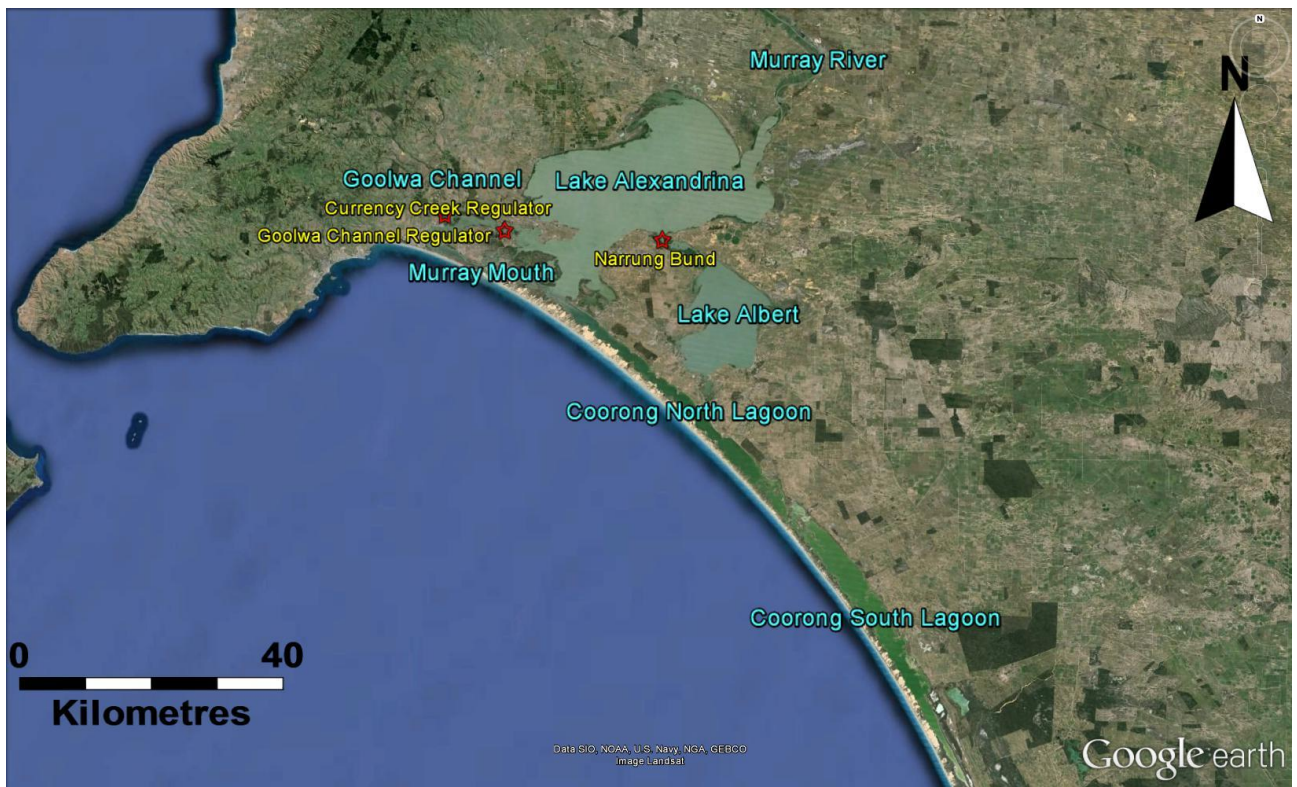 N
Murray River
N
Goolwa Channel
Lake Alexandrina
Currency Creek Regulator
Goolwa Channel Regulator
Narrung Bund
Murray Mouth
Lake Albert
Coorong North Lagoon
Coorong South Lagoon
0 40
Kilometres
Data SIO, NOAA, U.S. Navy, NGA, GEBCO
Image Landsat
Google earth